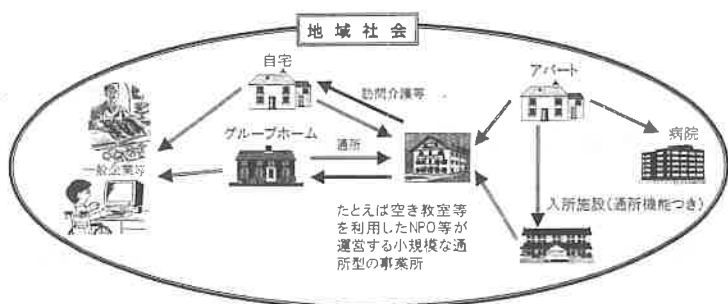 地域社会
自宅
訪問介護等
アパート
グループホーム
通所
病院
一般企業等
入所施設(通所機能つき)
たとえば空き教室等
を利用したNPO等が
運営する小規模な通
所型の事業所